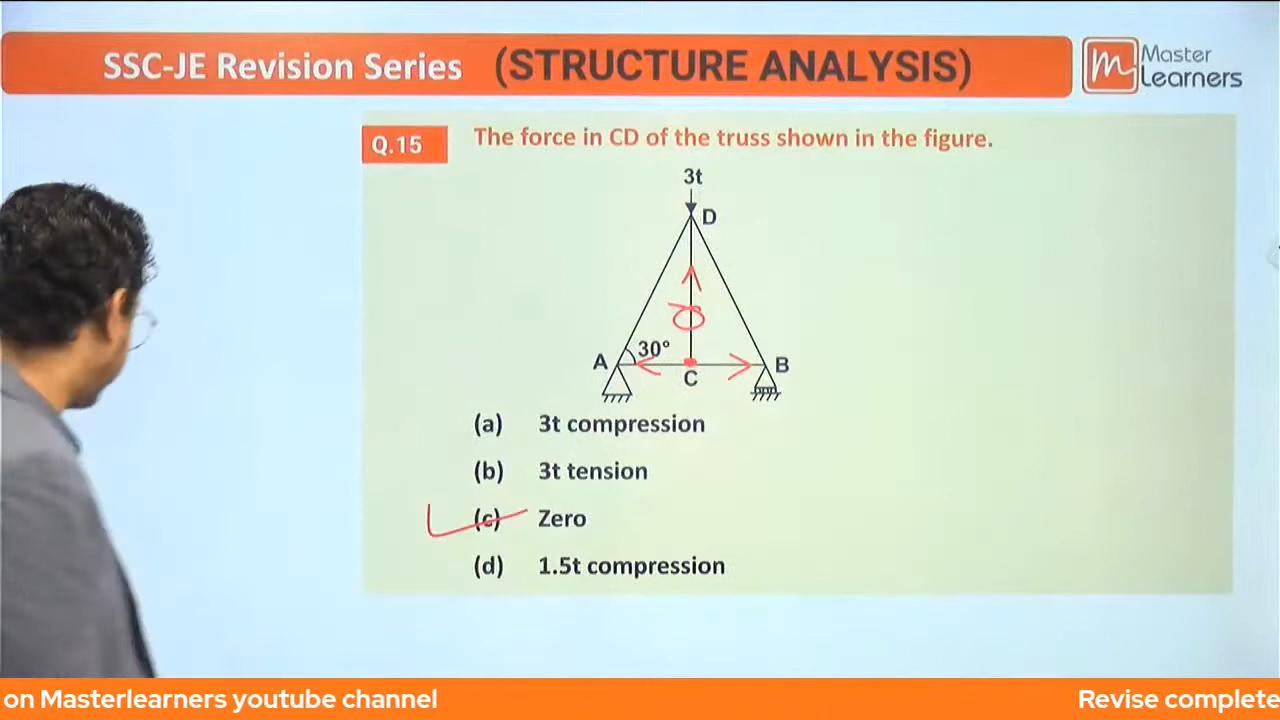 SSC-JE Revision Series (STRUCTURE ANALYSIS)
m Master
Learners
Q.15 The force in CD of the truss shown in the figure.
3t
D
0
A 30° B
C
(a) 3t compression
(b) 3t tension
(c) Zero
(d) 1.5t compression
on Masterlearners youtube channel Revise complete